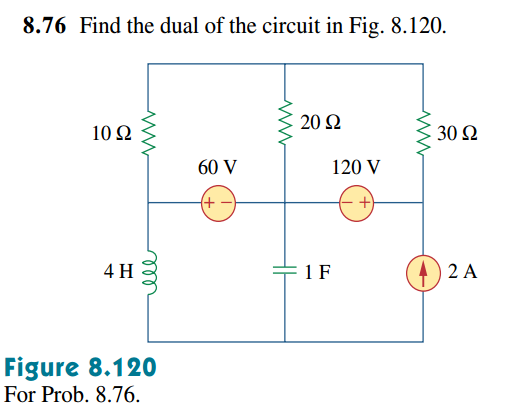 8.76 Find the dual of the circuit in Fig. 8.120.
20 Ω
10 Ω
30 Ω
60 V
120 V
+ −
− +
4 H
1 F
2 A
Figure 8.120
For Prob. 8.76.